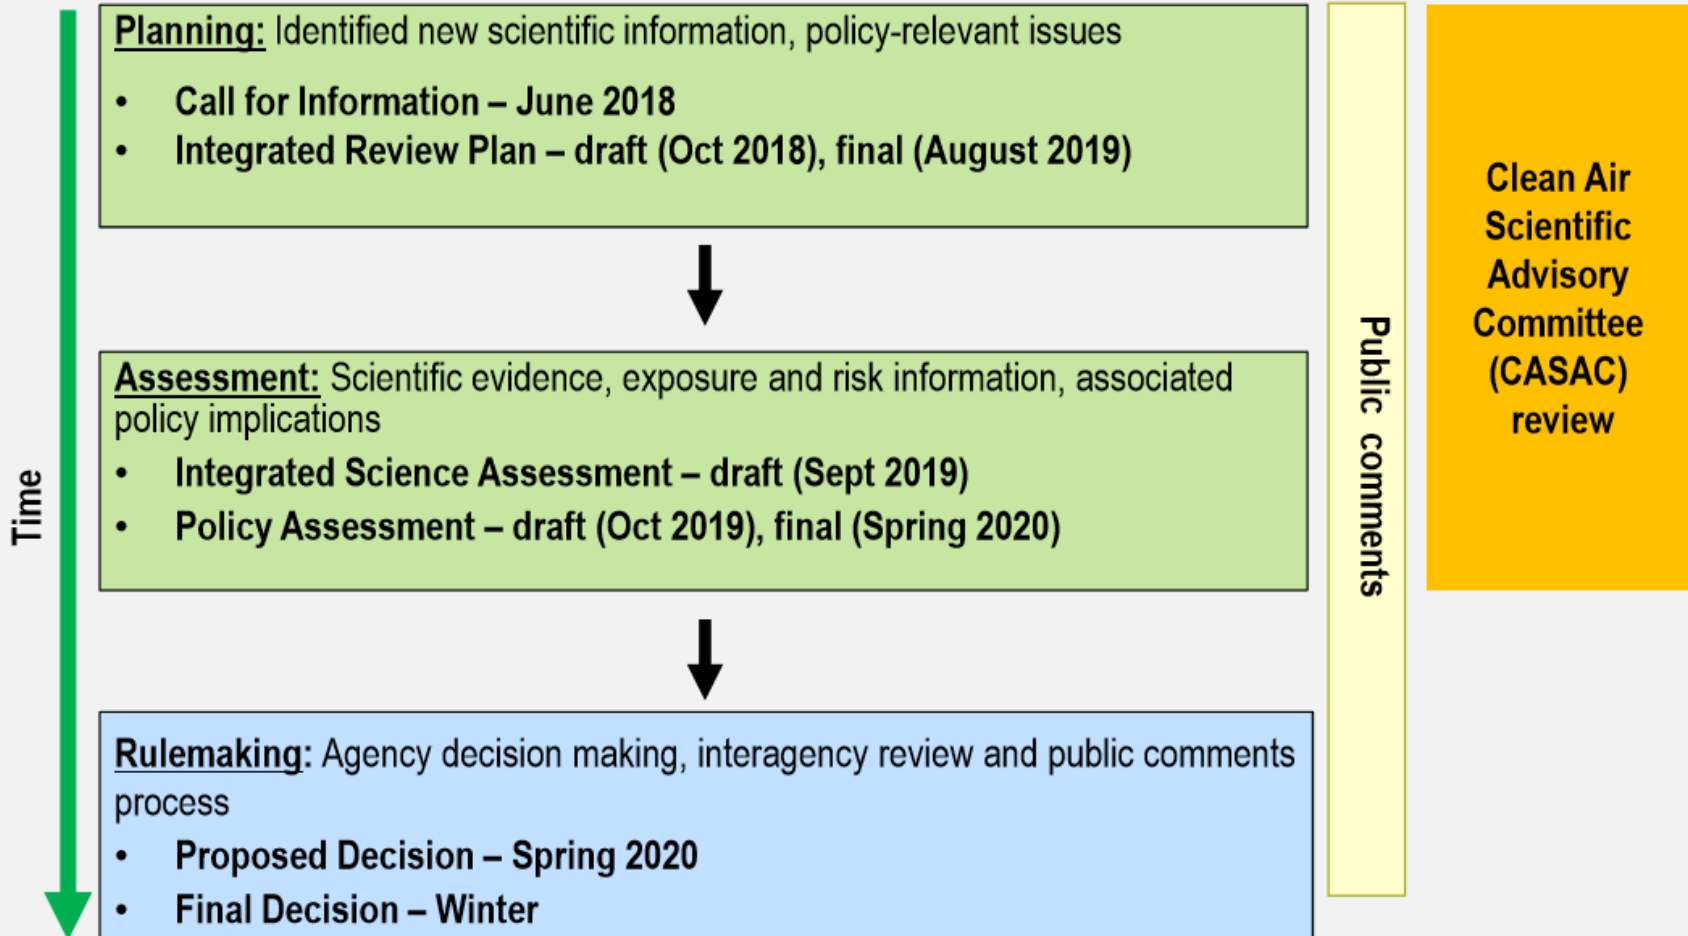 Planning: Identified new scientific information, policy-relevant issues
• Call for Information – June 2018
• Integrated Review Plan – draft (Oct 2018), final (August 2019)
Assessment: Scientific evidence, exposure and risk information, associated
policy implications
• Integrated Science Assessment – draft (Sept 2019)
• Policy Assessment – draft (Oct 2019), final (Spring 2020)
Rulemaking: Agency decision making, interagency review and public comments
process
• Proposed Decision – Spring 2020
• Final Decision – Winter
Time
Public comments
Clean Air
Scientific
Advisory
Committee
(CASAC)
review